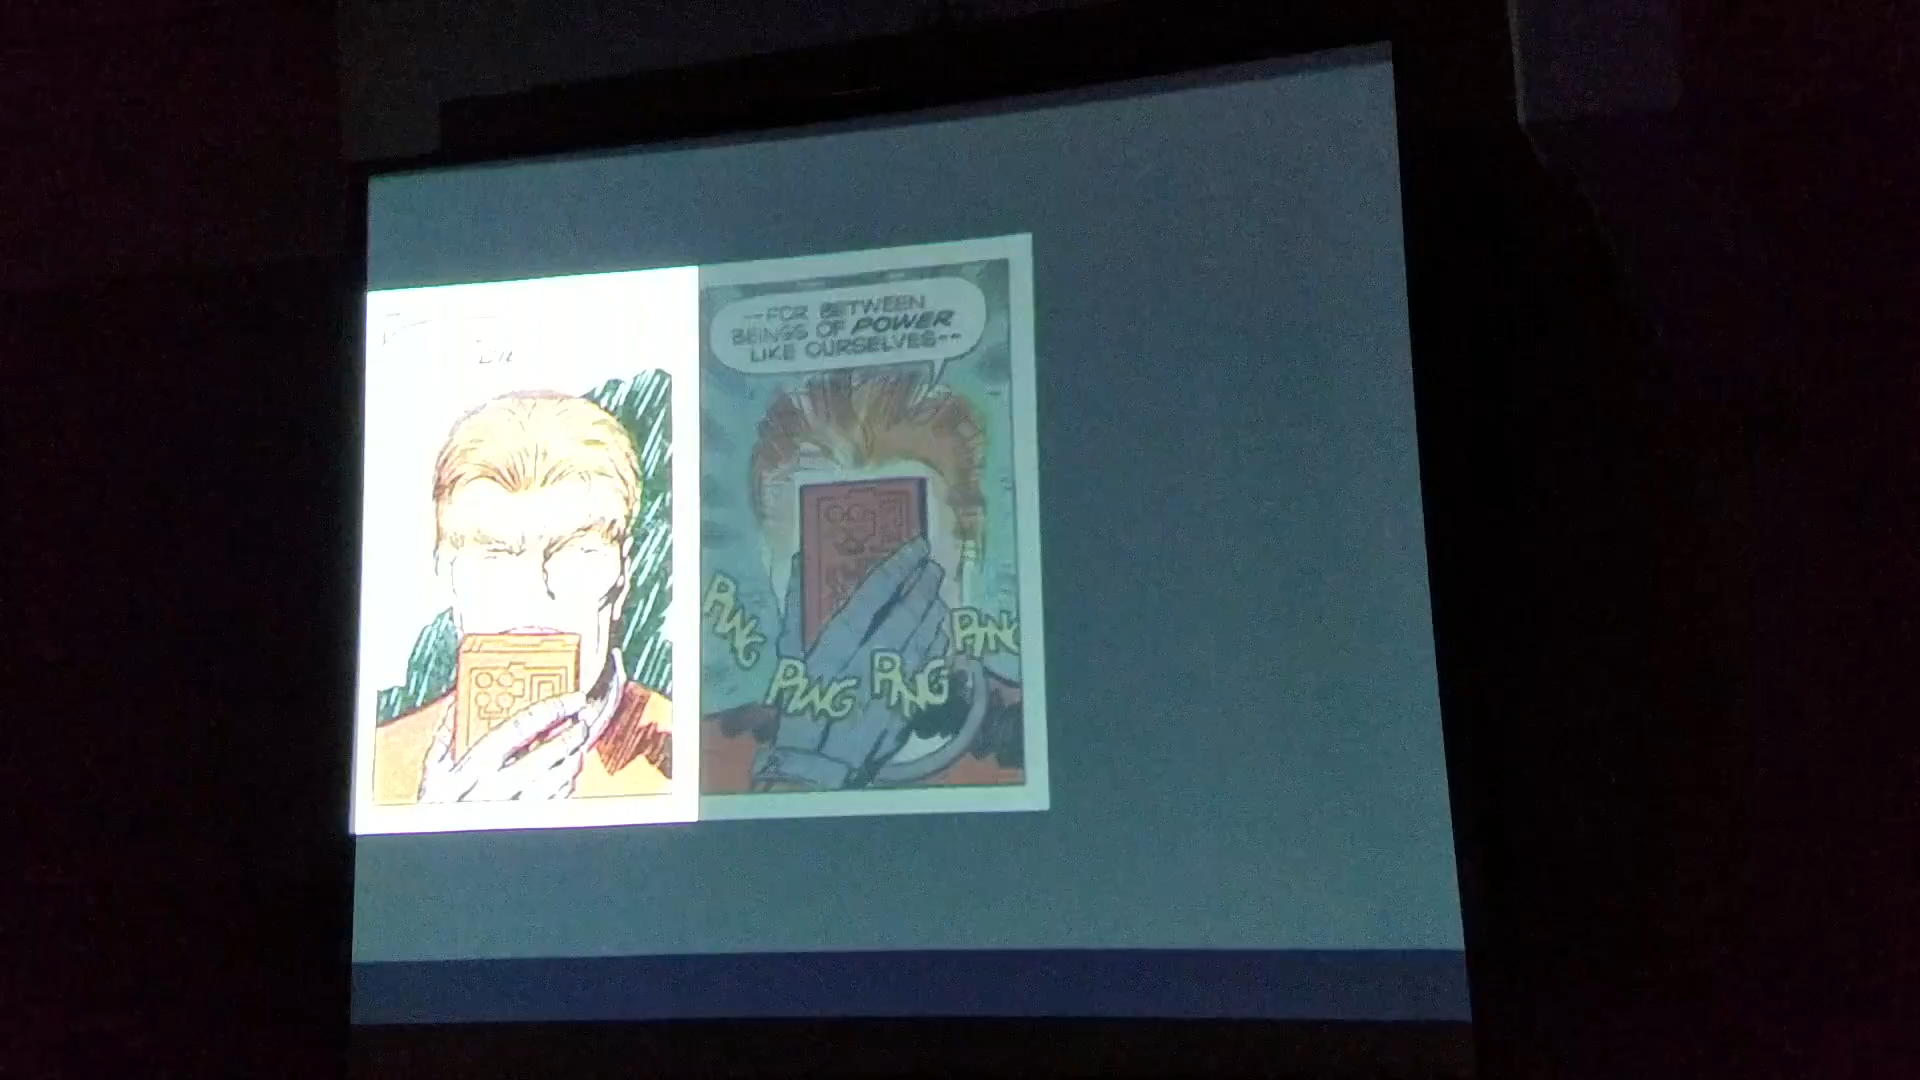 --FOR BETWEEN
BEINGS OF POWER
LIKE OURSELVES--
PING
PING
PING
PING